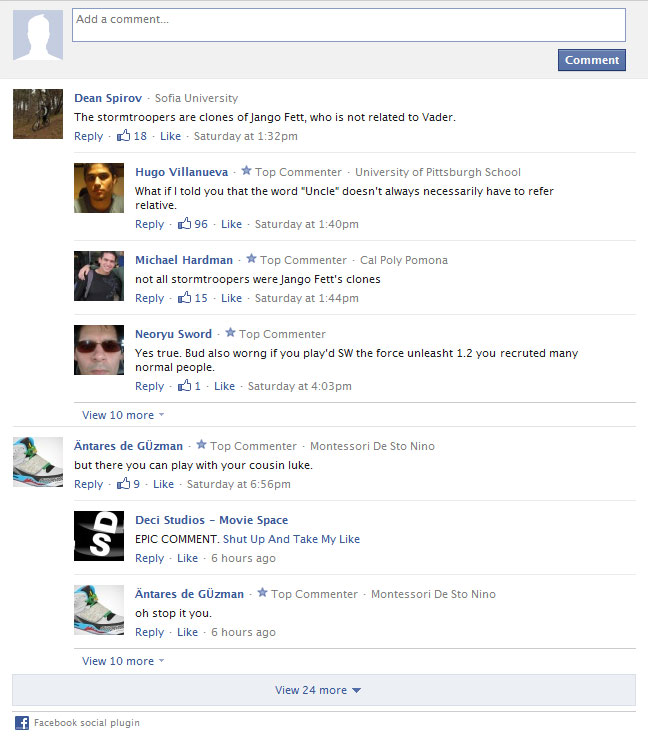 Add a comment...
Comment
Dean Spirov · Sofia University
The stormtroopers are clones of Jango Fett, who is not related to Vader.
Reply · 18 · Like · Saturday at 1:32pm
Hugo Villanueva · Top Commenter · University of Pittsburgh School
What if I told you that the word "Uncle" doesn't always necessarily have to refer
relative.
Reply · 96 · Like · Saturday at 1:40pm
Michael Hardman · Top Commenter · Cal Poly Pomona
not all stormtroopers were Jango Fett's clones
Reply · 15 · Like · Saturday at 1:44pm
Neoryu Sword · Top Commenter
Yes true. Bud also worng if you play'd SW the force unleasht 1.2 you recruted many
normal people.
Reply · 1 · Like · Saturday at 4:03pm
View 10 more
Äntares de GÜzman · Top Commenter · Montessori De Sto Nino
but there you can play with your cousin luke.
Reply · 9 · Like · Saturday at 6:56pm
DS
Deci Studios - Movie Space
EPIC COMMENT. Shut Up And Take My Like
Reply · Like · 6 hours ago
Äntares de GÜzman · Top Commenter · Montessori De Sto Nino
oh stop it you.
Reply · Like · 6 hours ago
View 10 more
View 24 more
Facebook social plugin